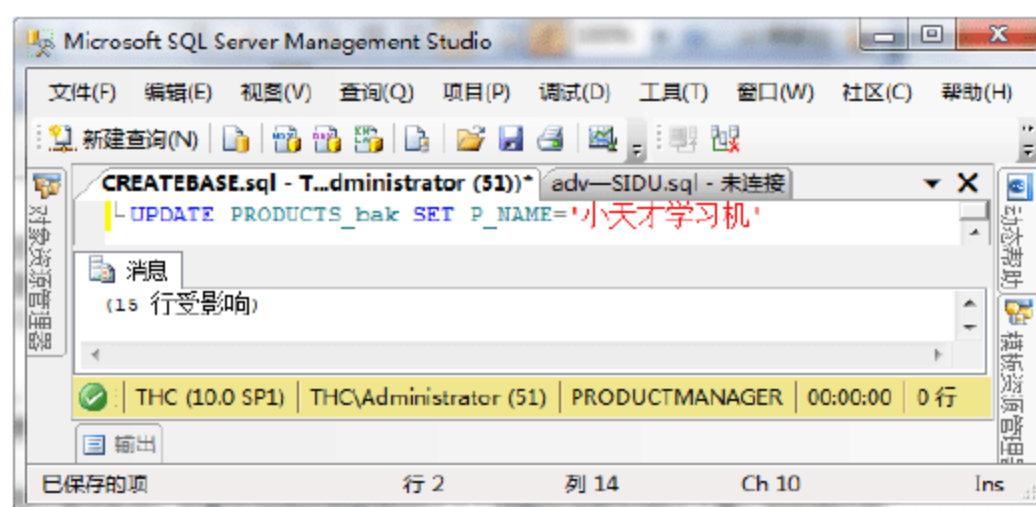 Microsoft SQL Server Management Studio
文件(F) 编辑(E) 视图(V) 查询(Q) 项目(P) 调试(D) 工具(T) 窗口(W) 社区(C) 帮助(H)
新建查询(N)
CREATEBASE.sql - T...dministrator (51))* adv—SIDU.sql - 未连接
UPDATE PRODUCTS_bak SET P_NAME='小天才学习机'
消息
(15 行受影响)
THC (10.0 SP1) THC\Administrator (51) PRODUCTMANAGER 00:00:00 0 行
输出
已保存的项 行 2 列 14 Ch 10 Ins
对象资源管理器
动态帮助
模板资源管理